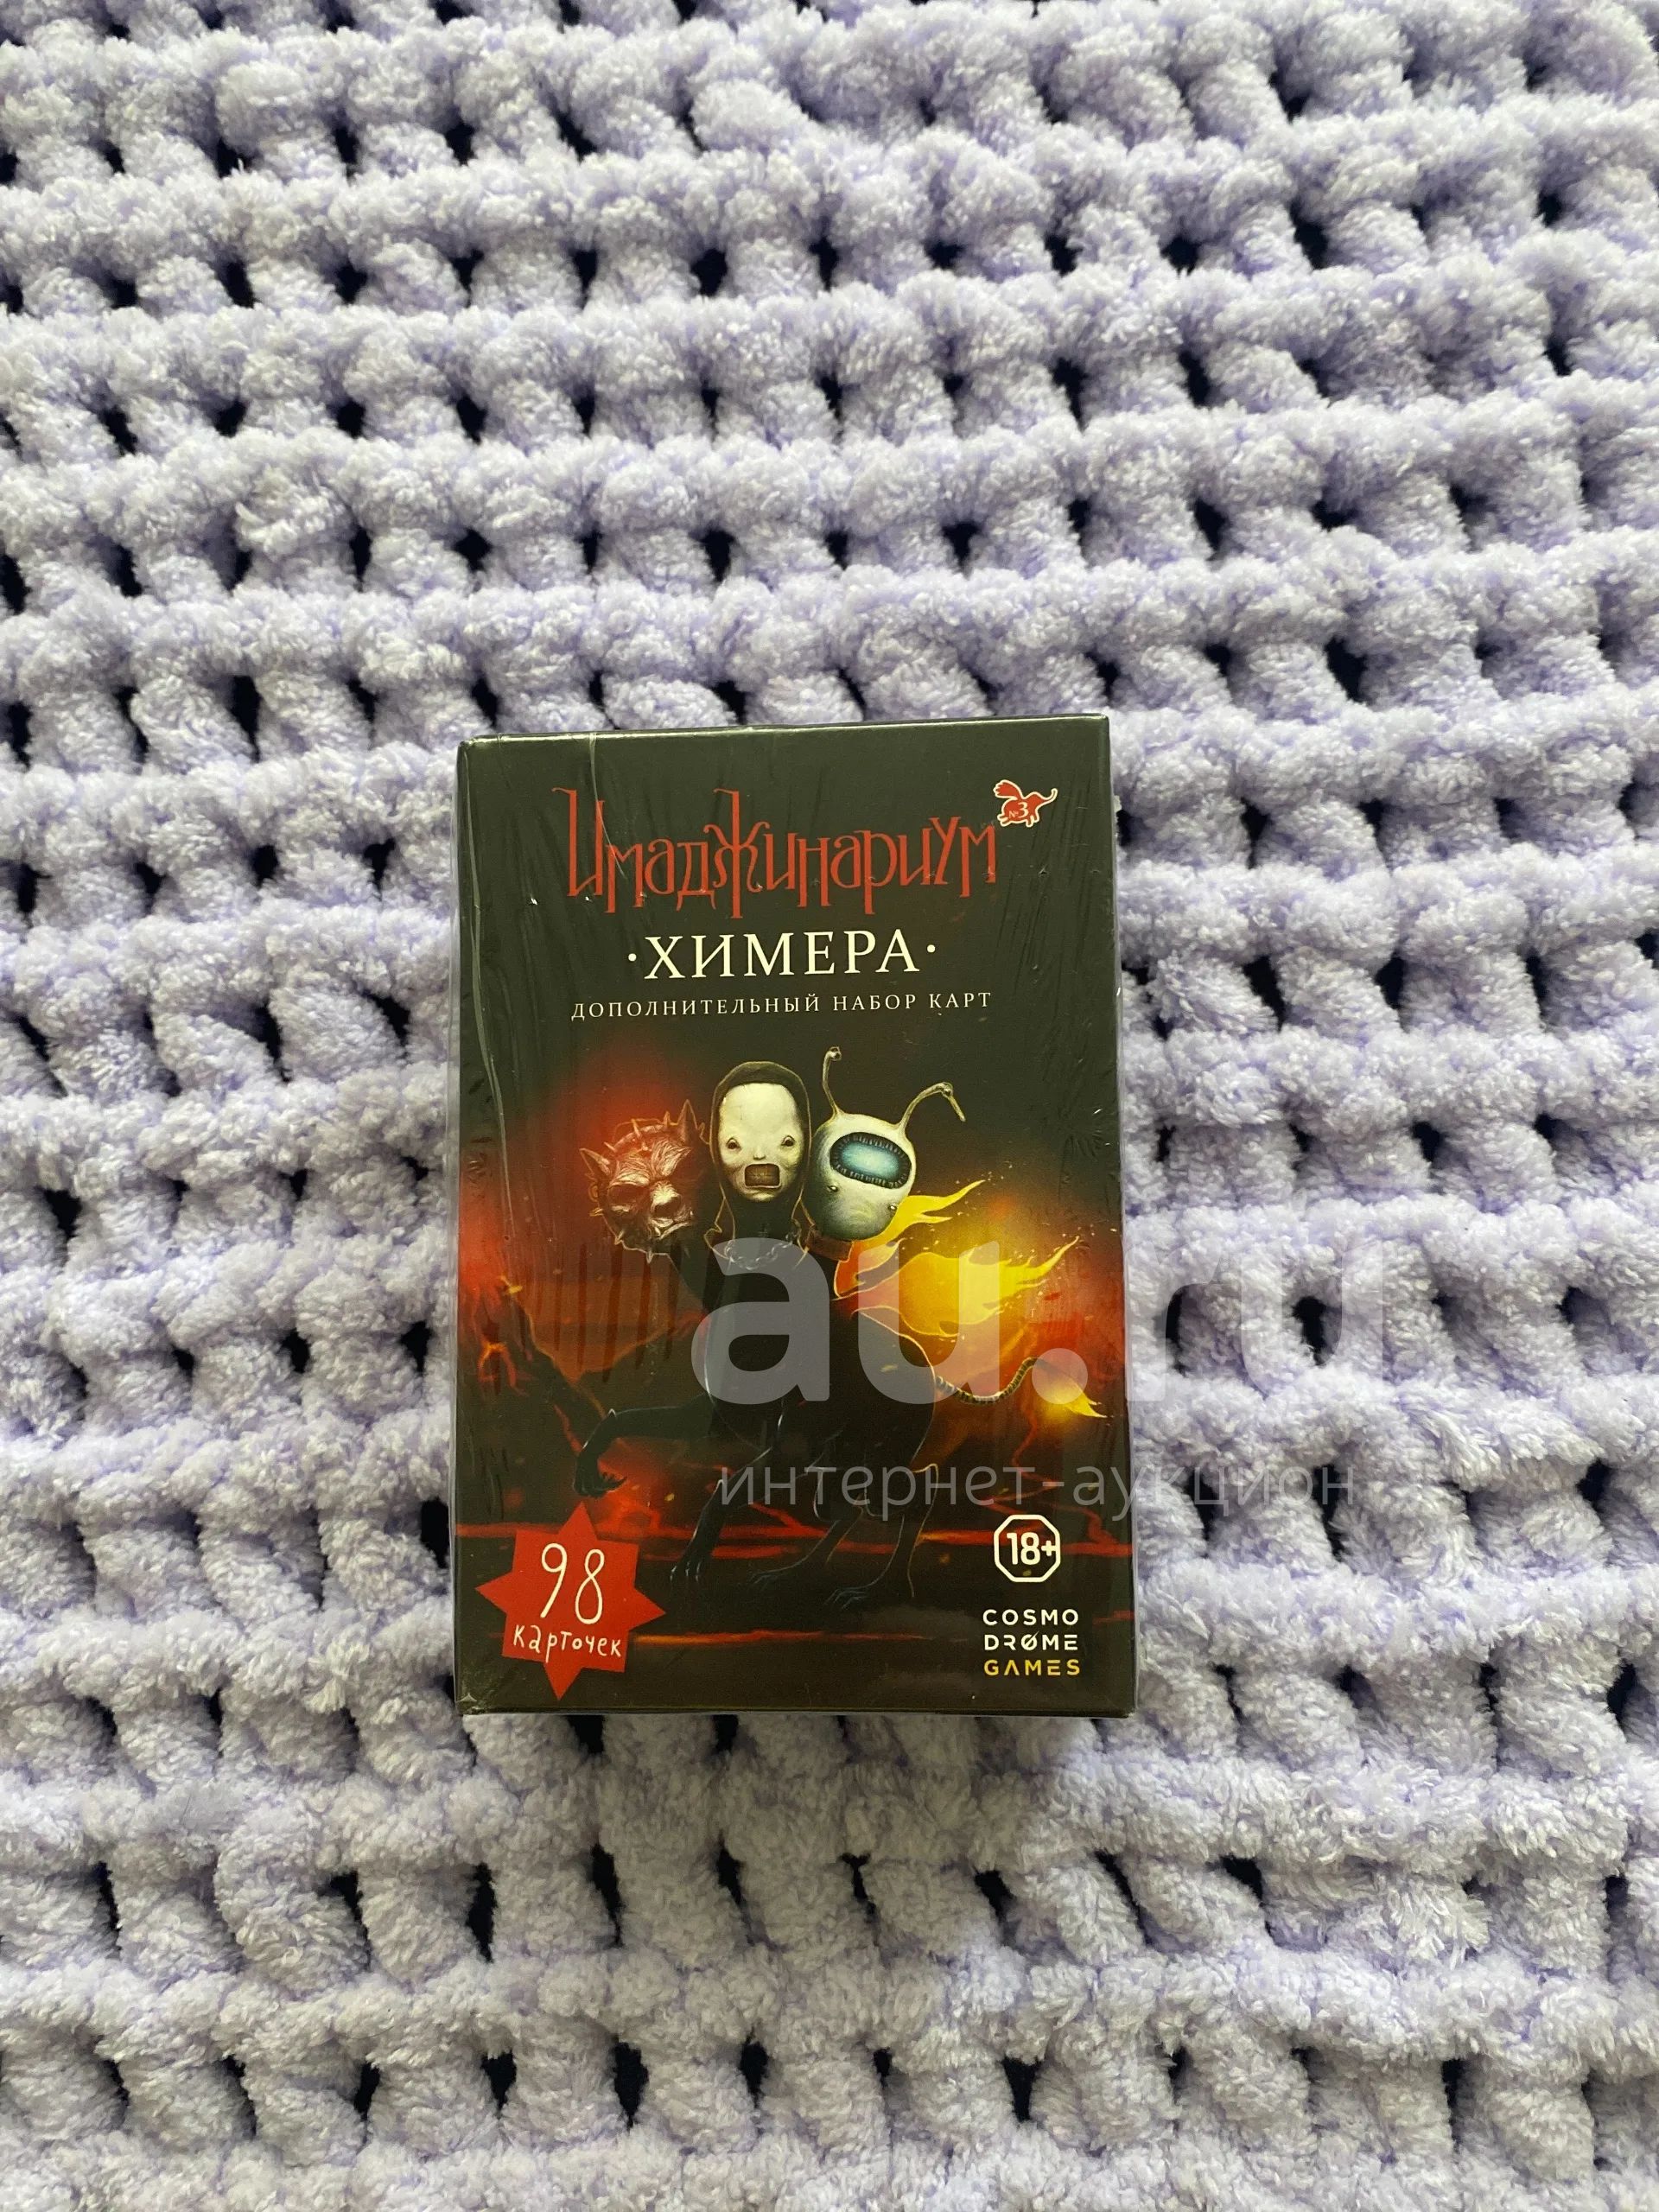 Имаджинариум
№3
·ХИМЕРА·
ДОПОЛНИТЕЛЬНЫЙ НАБОР КАРТ
au.ru
интернет-аукцион
18+
98
карточек
COSMO
DRØME
GAMES